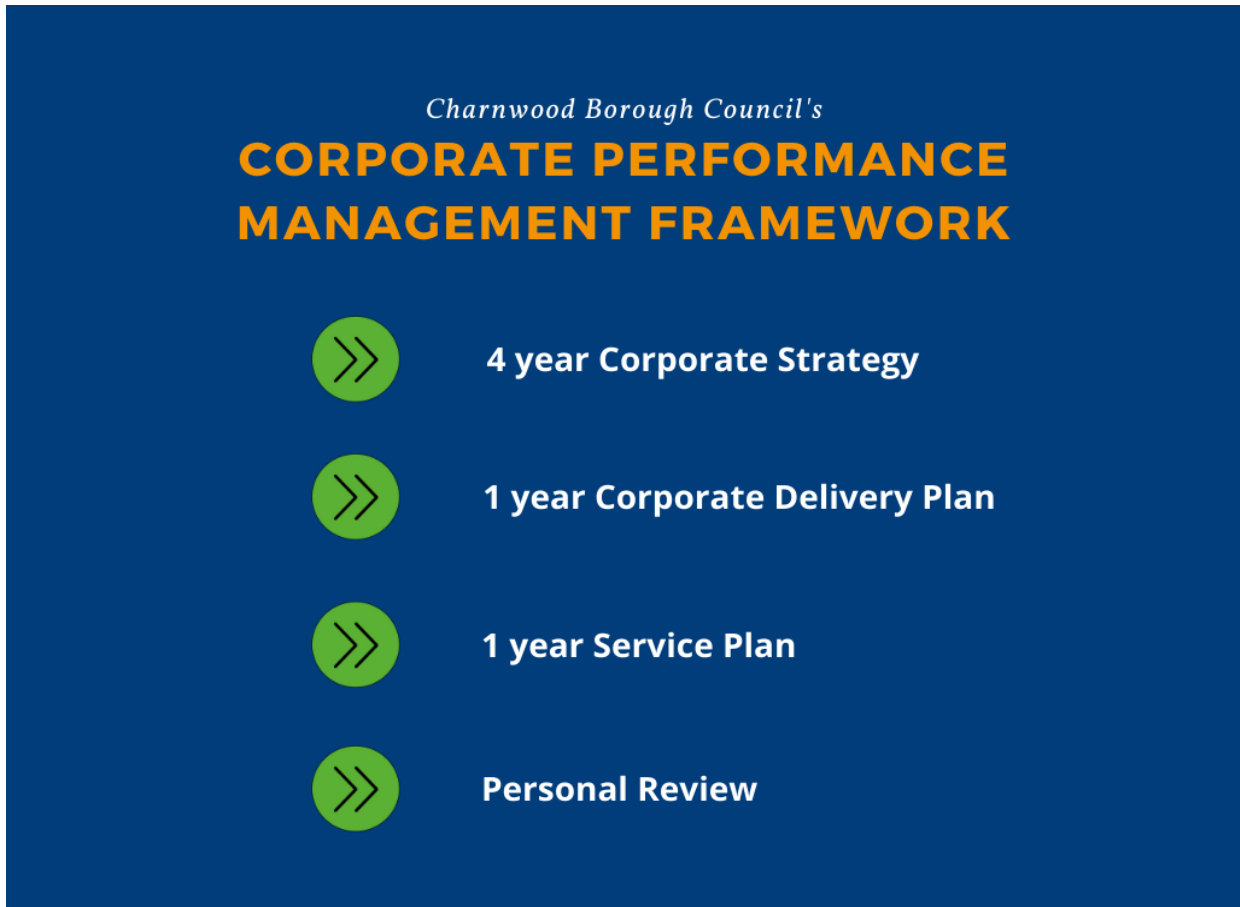 Charnwood Borough Council's
CORPORATE PERFORMANCE
MANAGEMENT FRAMEWORK
4 year Corporate Strategy
1 year Corporate Delivery Plan
1 year Service Plan
Personal Review